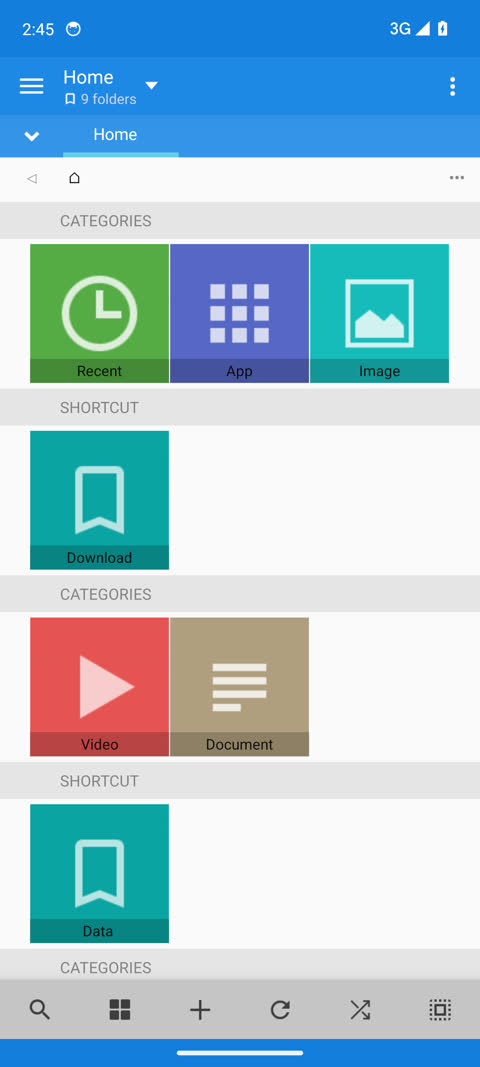 2:45
3G
Home
9 folders
Home
CATEGORIES
Recent
App
Image
SHORTCUT
Download
CATEGORIES
Video
Document
SHORTCUT
Data
CATEGORIES